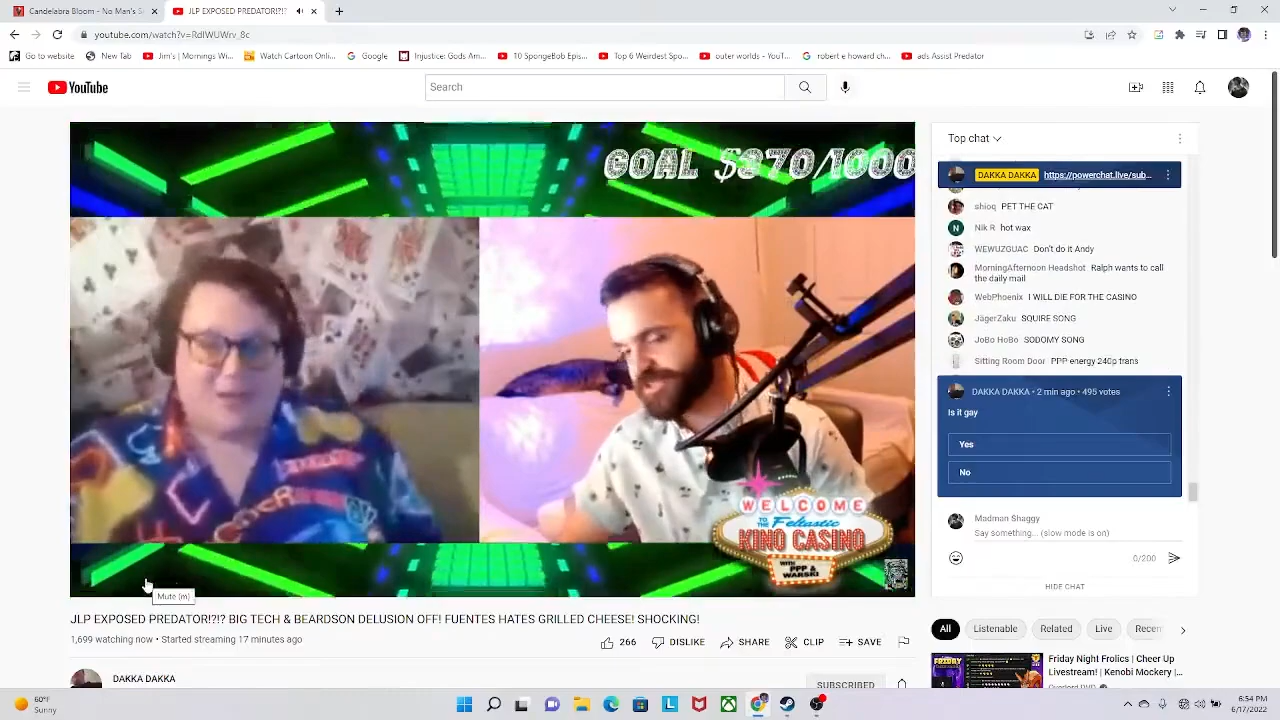 Candelabra Bloom - No Man's S
JLP EXPOSED PREDATOR!?!?
youtube.com/watch?v=RdIWUWrv_8c
Go to website
New Tab
Jim's Morning Wi...
Watch Cartoon Onli...
Google
Injustice: Gods Am...
10 SpongeBob Epis...
Top 6 Weirdest Spo...
outer worlds - YouT...
robert e howard ch...
ads Assist Predator
YouTube
Search
GOAL $370/1000
WELCOME
TO THE Feltastic
KINO CASINO
WITH PPP & WARSKI
Mute (m)
JLP EXPOSED PREDATOR!?!? BIG TECH & BEARDSON DELUSION OFF! FUENTES HATES GRILLED CHEESE! SHOCKING!
1,699 watching now • Started streaming 17 minutes ago
266
DISLIKE
SHARE
CLIP
SAVE
DAKKA DAKKA
SUBSCRIBER
Top chat
DAKKA DAKKA https://powerchat.live/sub...
shioq PET THE CAT
Nik R hot wax
WEWUZGUAC Don't do it Andy
MorningAfternoon Headshot Ralph wants to call
the daily mail
WebPhoenix I WILL DIE FOR THE CASINO
JägerZaku SQUIRE SONG
JoBo HoBo SODOMY SONG
Sitting Room Door PPP energy 240p trans
DAKKA DAKKA • 2 min ago • 495 votes
Is it gay
Yes
No
Madman Shaggy
Say something... (slow mode is on)
0/200
HIDE CHAT
All
Listenable
Related
Live
Recen
Friday Night Frolics | Frolic Up
FRIDAY
60°F
Sunny
6:54 PM
6/17/2022